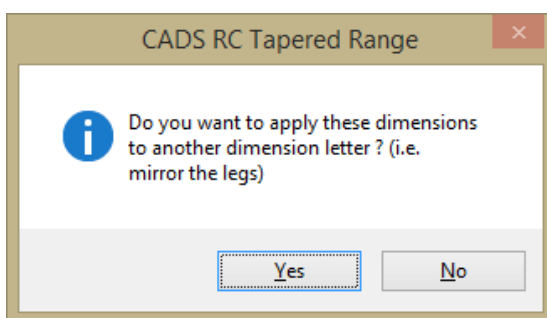 CADS RC Tapered Range
Do you want to apply these dimensions
to another dimension letter ? (i.e.
mirror the legs)
Yes
No